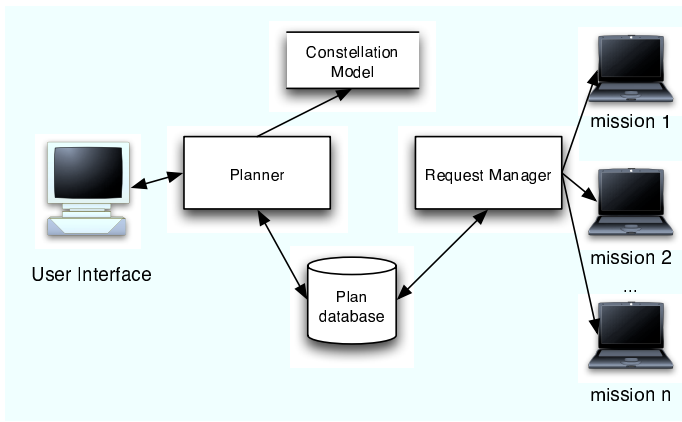 Constellation
Model
mission 1
Planner
Request Manager
User Interface
mission 2
...
Plan
database
mission n